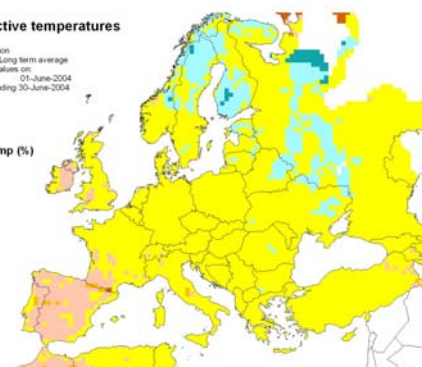 ctive temperatures
on
Long term average
alues on:
01-June-2004
ding 30-June-2004
mp (%)